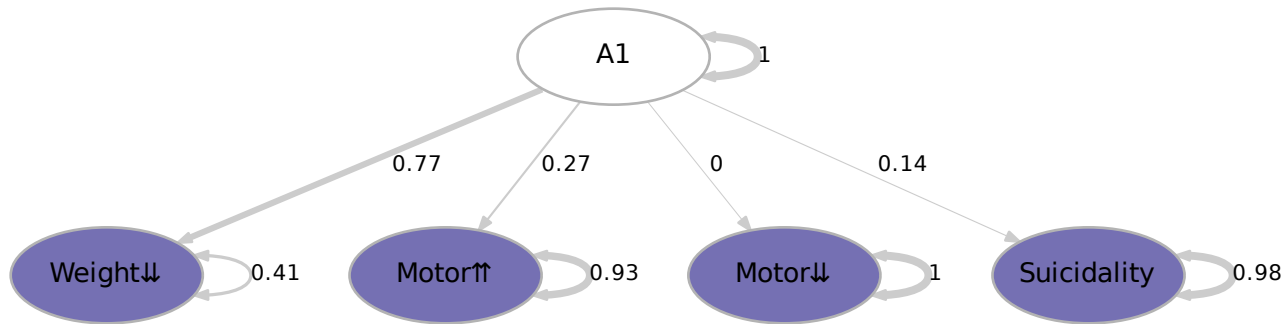 A1
1
0.77
0.27
0
0.14
Weight⇊
0.41
Motor⇈
0.93
Motor⇊
1
Suicidality
0.98